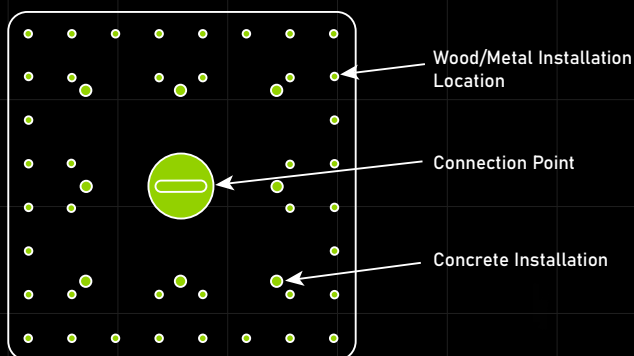 Wood/Metal Installation
Location
Connection Point
Concrete Installation